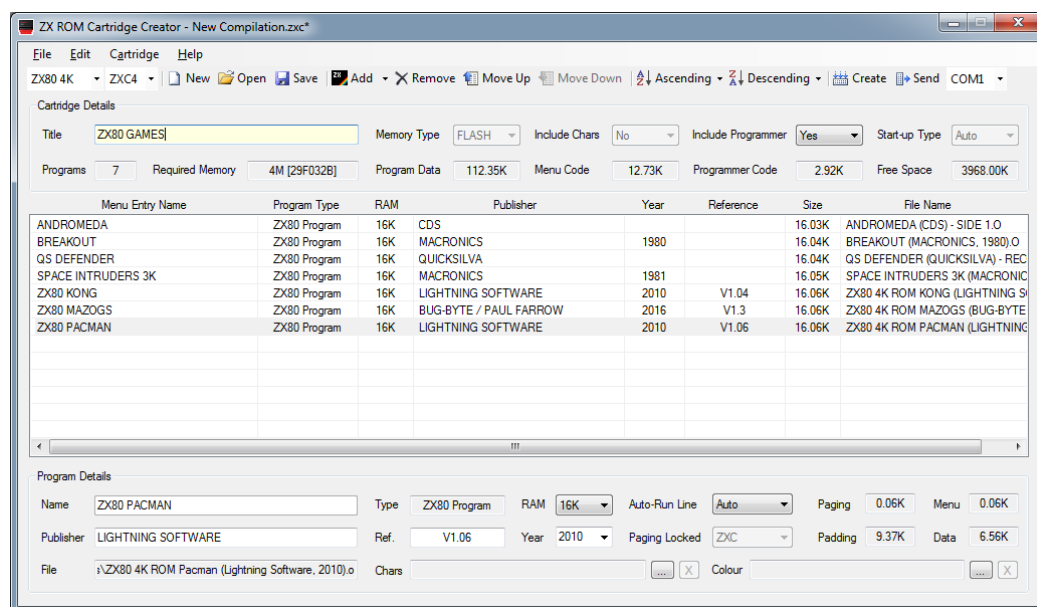 ZX ROM Cartridge Creator - New Compilation.zxc*
File Edit Cartridge Help
ZX80 4K ZXC4 New Open Save Add Remove Move Up Move Down Ascending Descending Create Send COM1
Cartridge Details
Title ZX80 GAMES Memory Type FLASH Include Chars No Include Programmer Yes Start-up Type Auto
Programs 7 Required Memory 4M [29F032B] Program Data 112.35K Menu Code 12.73K Programmer Code 2.92K Free Space 3968.00K
Menu Entry Name Program Type RAM Publisher Year Reference Size File Name
ANDROMEDA ZX80 Program 16K CDS 16.03K ANDROMEDA (CDS) - SIDE 1.O
BREAKOUT ZX80 Program 16K MACRONICS 1980 16.04K BREAKOUT (MACRONICS, 1980).O
QS DEFENDER ZX80 Program 16K QUICKSILVA 16.04K QS DEFENDER (QUICKSILVA) - REC
SPACE INTRUDERS 3K ZX80 Program 16K MACRONICS 1981 16.05K SPACE INTRUDERS 3K (MACRONIC
ZX80 KONG ZX80 Program 16K LIGHTNING SOFTWARE 2010 V1.04 16.06K ZX80 4K ROM KONG (LIGHTNING S
ZX80 MAZOGS ZX80 Program 16K BUG-BYTE / PAUL FARROW 2016 V1.3 16.06K ZX80 4K ROM MAZOGS (BUG-BYTE
ZX80 PACMAN ZX80 Program 16K LIGHTNING SOFTWARE 2010 V1.06 16.06K ZX80 4K ROM PACMAN (LIGHTNING
Program Details
Name ZX80 PACMAN Type ZX80 Program RAM 16K Auto-Run Line Auto Paging 0.06K Menu 0.06K
Publisher LIGHTNING SOFTWARE Ref. V1.06 Year 2010 Paging Locked ZXC Padding 9.37K Data 6.56K
File :\ZX80 4K ROM Pacman (Lightning Software, 2010).o Chars ... X Colour ... X